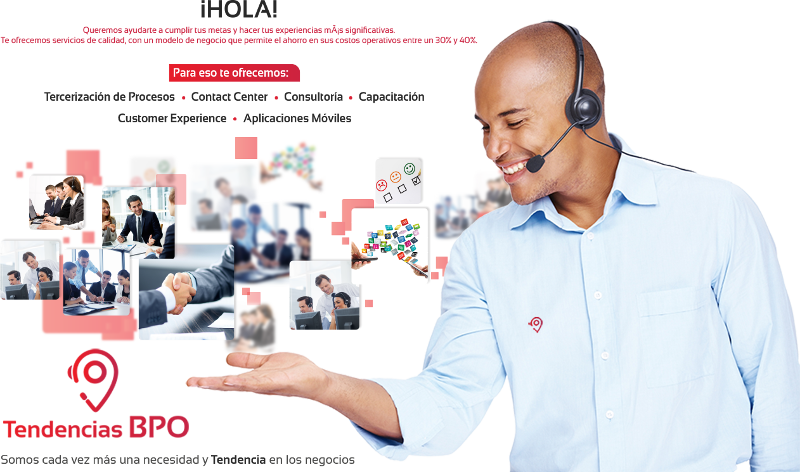 ¡HOLA!
Queremos ayudarte a cumplir tus metas y hacer tus experiencias mÃ¡s significativas.
Te ofrecemos servicios de calidad, con un modelo de negocio que permite el ahorro en sus costos operativos entre un 30% y 40%.
Para eso te ofrecemos:
Tercerización de Procesos • Contact Center • Consultoría • Capacitación
Customer Experience • Aplicaciones Móviles
Tendencias BPO
Somos cada vez más una necesidad y Tendencia en los negocios